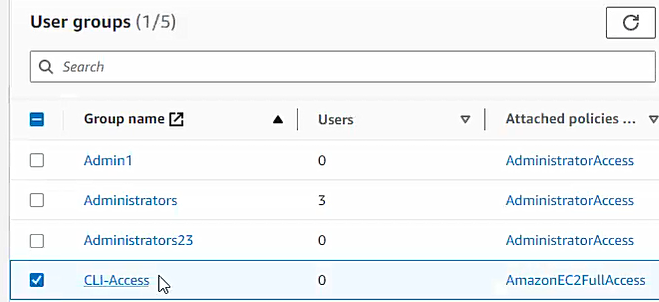 User groups (1/5)
Search
Group name Users Attached policies ...
Admin1 0 AdministratorAccess
Administrators 3 AdministratorAccess
Administrators23 0 AdministratorAccess
CLI-Access 0 AmazonEC2FullAccess